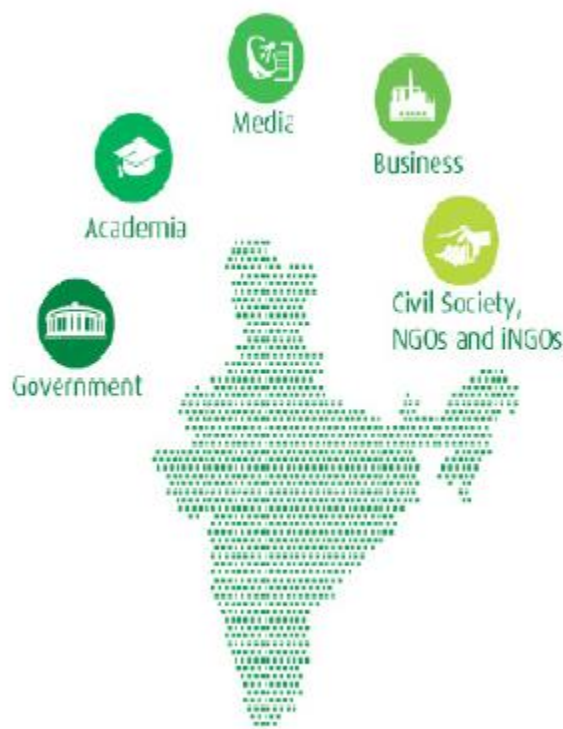 Media
Business
Academia
Civil Society,
NGOs and iNGOs
Government